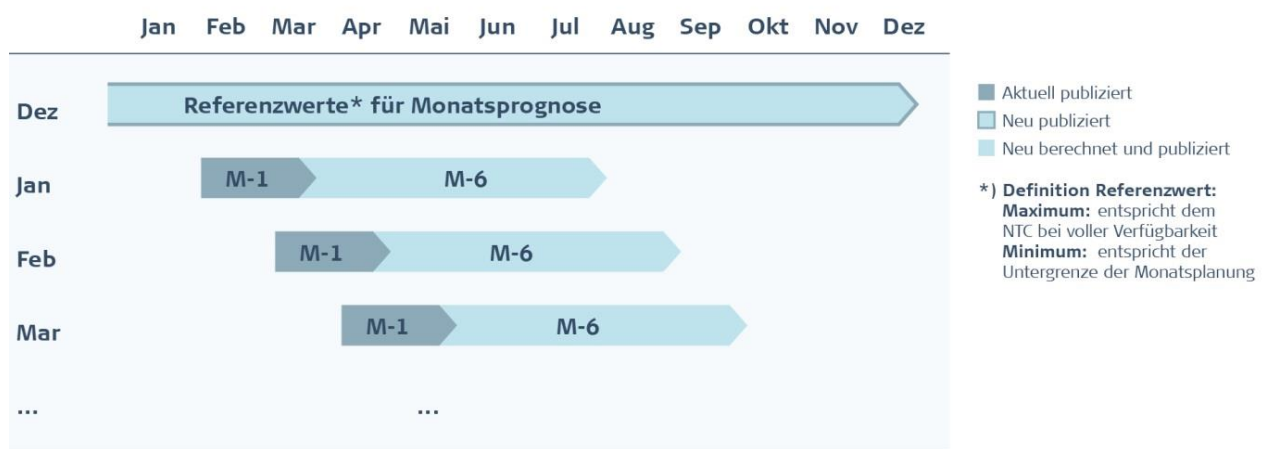 Jan Feb Mar Apr Mai Jun Jul Aug Sep Okt Nov Dez
Dez
Referenzwerte* für Monatsprognose
Jan
M-1 M-6
Feb
M-1 M-6
Mar
M-1 M-6
... ...
Aktuell publiziert
Neu publiziert
Neu berechnet und publiziert
*) Definition Referenzwert:
Maximum: entspricht dem
NTC bei voller Verfügbarkeit
Minimum: entspricht der
Untergrenze der Monatsplanung